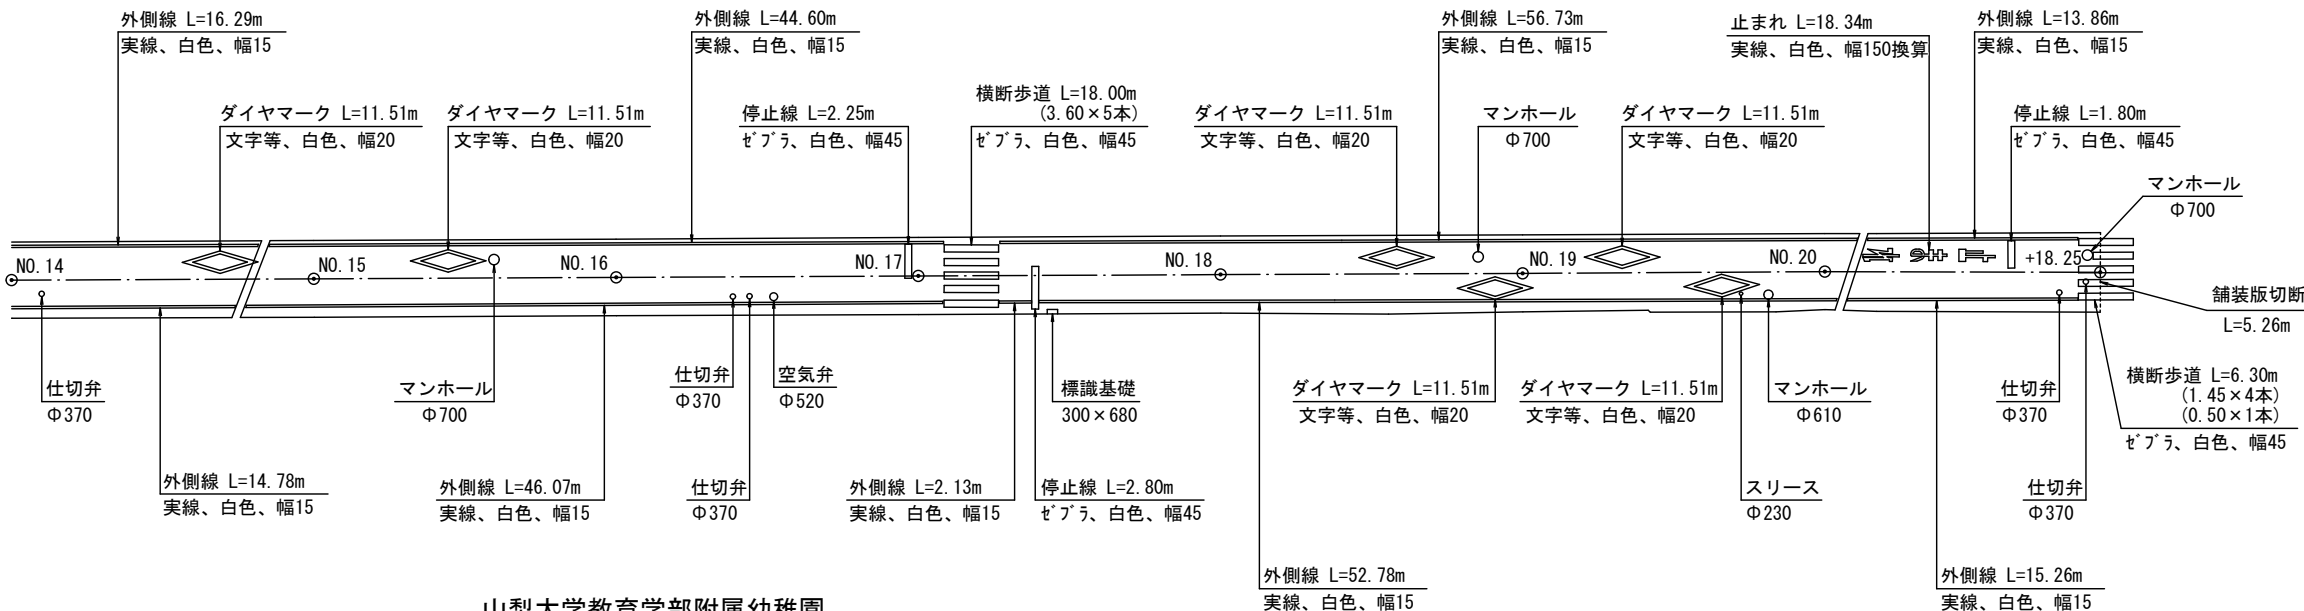 外側線 L=16.29m
実線、白色、幅15
外側線 L=44.60m
実線、白色、幅15
外側線 L=56.73m
実線、白色、幅15
止まれ L=18.34m
実線、白色、幅150換算
外側線 L=13.86m
実線、白色、幅15
ダイヤマーク L=11.51m
文字等、白色、幅20
ダイヤマーク L=11.51m
文字等、白色、幅20
停止線 L=2.25m
ｾﾞﾌﾞﾗ、白色、幅45
横断歩道 L=18.00m
(3.60×5本)
ｾﾞﾌﾞﾗ、白色、幅45
ダイヤマーク L=11.51m
文字等、白色、幅20
マンホール
Φ700
ダイヤマーク L=11.51m
文字等、白色、幅20
停止線 L=1.80m
ｾﾞﾌﾞﾗ、白色、幅45
マンホール
Φ700
NO.14
NO.15
NO.16
NO.17
NO.18
NO.19
NO.20
止まれ
+18.25
舗装版切断
L=5.26m
仕切弁
Φ370
マンホール
Φ700
仕切弁
Φ370
空気弁
Φ520
標識基礎
300×680
ダイヤマーク L=11.51m
文字等、白色、幅20
ダイヤマーク L=11.51m
文字等、白色、幅20
マンホール
Φ610
仕切弁
Φ370
横断歩道 L=6.30m
(1.45×4本)
(0.50×1本)
ｾﾞﾌﾞﾗ、白色、幅45
外側線 L=14.78m
実線、白色、幅15
外側線 L=46.07m
実線、白色、幅15
仕切弁
Φ370
外側線 L=2.13m
実線、白色、幅15
停止線 L=2.80m
ｾﾞﾌﾞﾗ、白色、幅45
スリース
Φ230
仕切弁
Φ370
外側線 L=52.78m
実線、白色、幅15
外側線 L=15.26m
実線、白色、幅15
山梨大学教育学部附属幼稚園